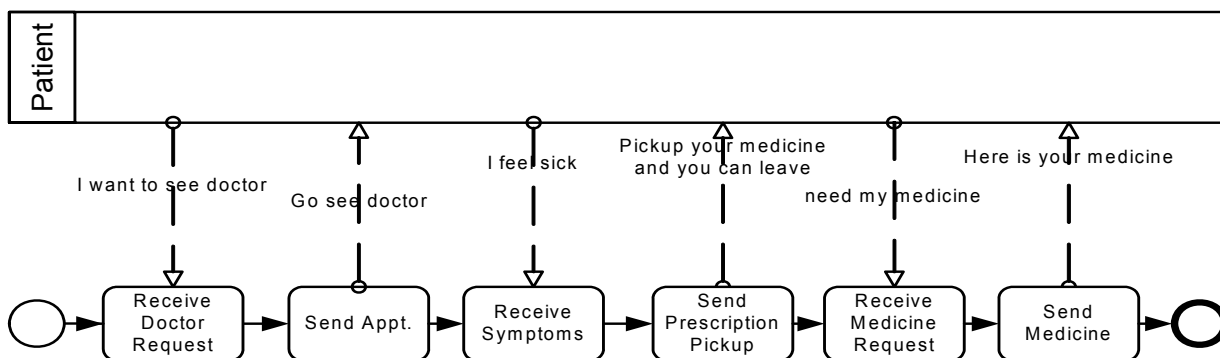 Patient
I want to see doctor
Go see doctor
I feel sick
Pickup your medicine
and you can leave
need my medicine
Here is your medicine
Receive
Doctor
Request
Send Appt.
Receive
Symptoms
Send
Prescription
Pickup
Receive
Medicine
Request
Send
Medicine